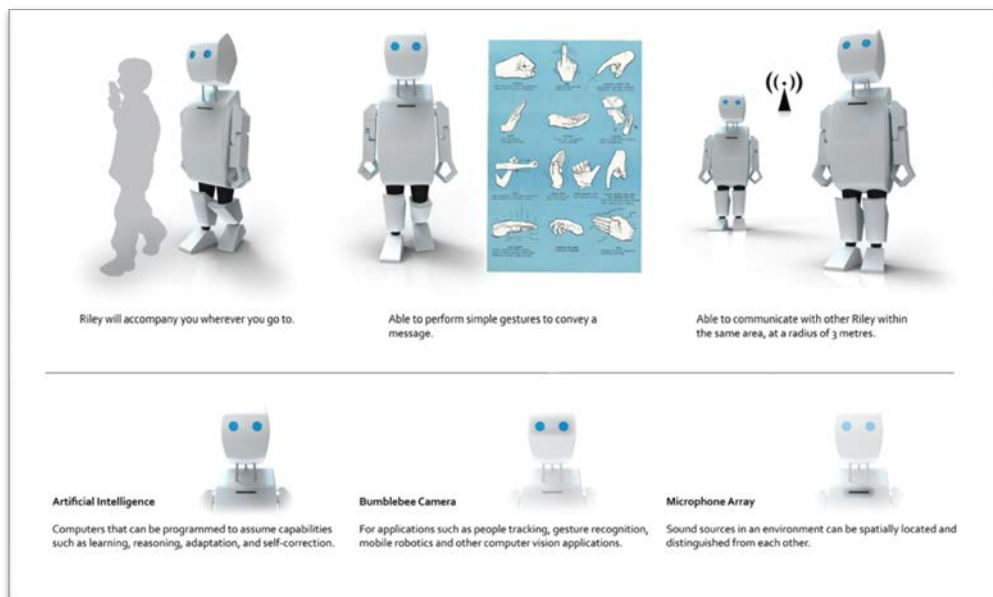 Riley will accompany you wherever you go to.
Able to perform simple gestures to convey a
message.
Able to communicate with other Riley within
the same area, at a radius of 3 metres.
Artificial Intelligence
Computers that can be programmed to assume capabilities
such as learning, reasoning, adaptation, and self-correction.
Bumblebee Camera
For applications such as people tracking, gesture recognition,
mobile robotics and other computer vision applications.
Microphone Array
Sound sources in an environment can be spatially located and
distinguished from each other.